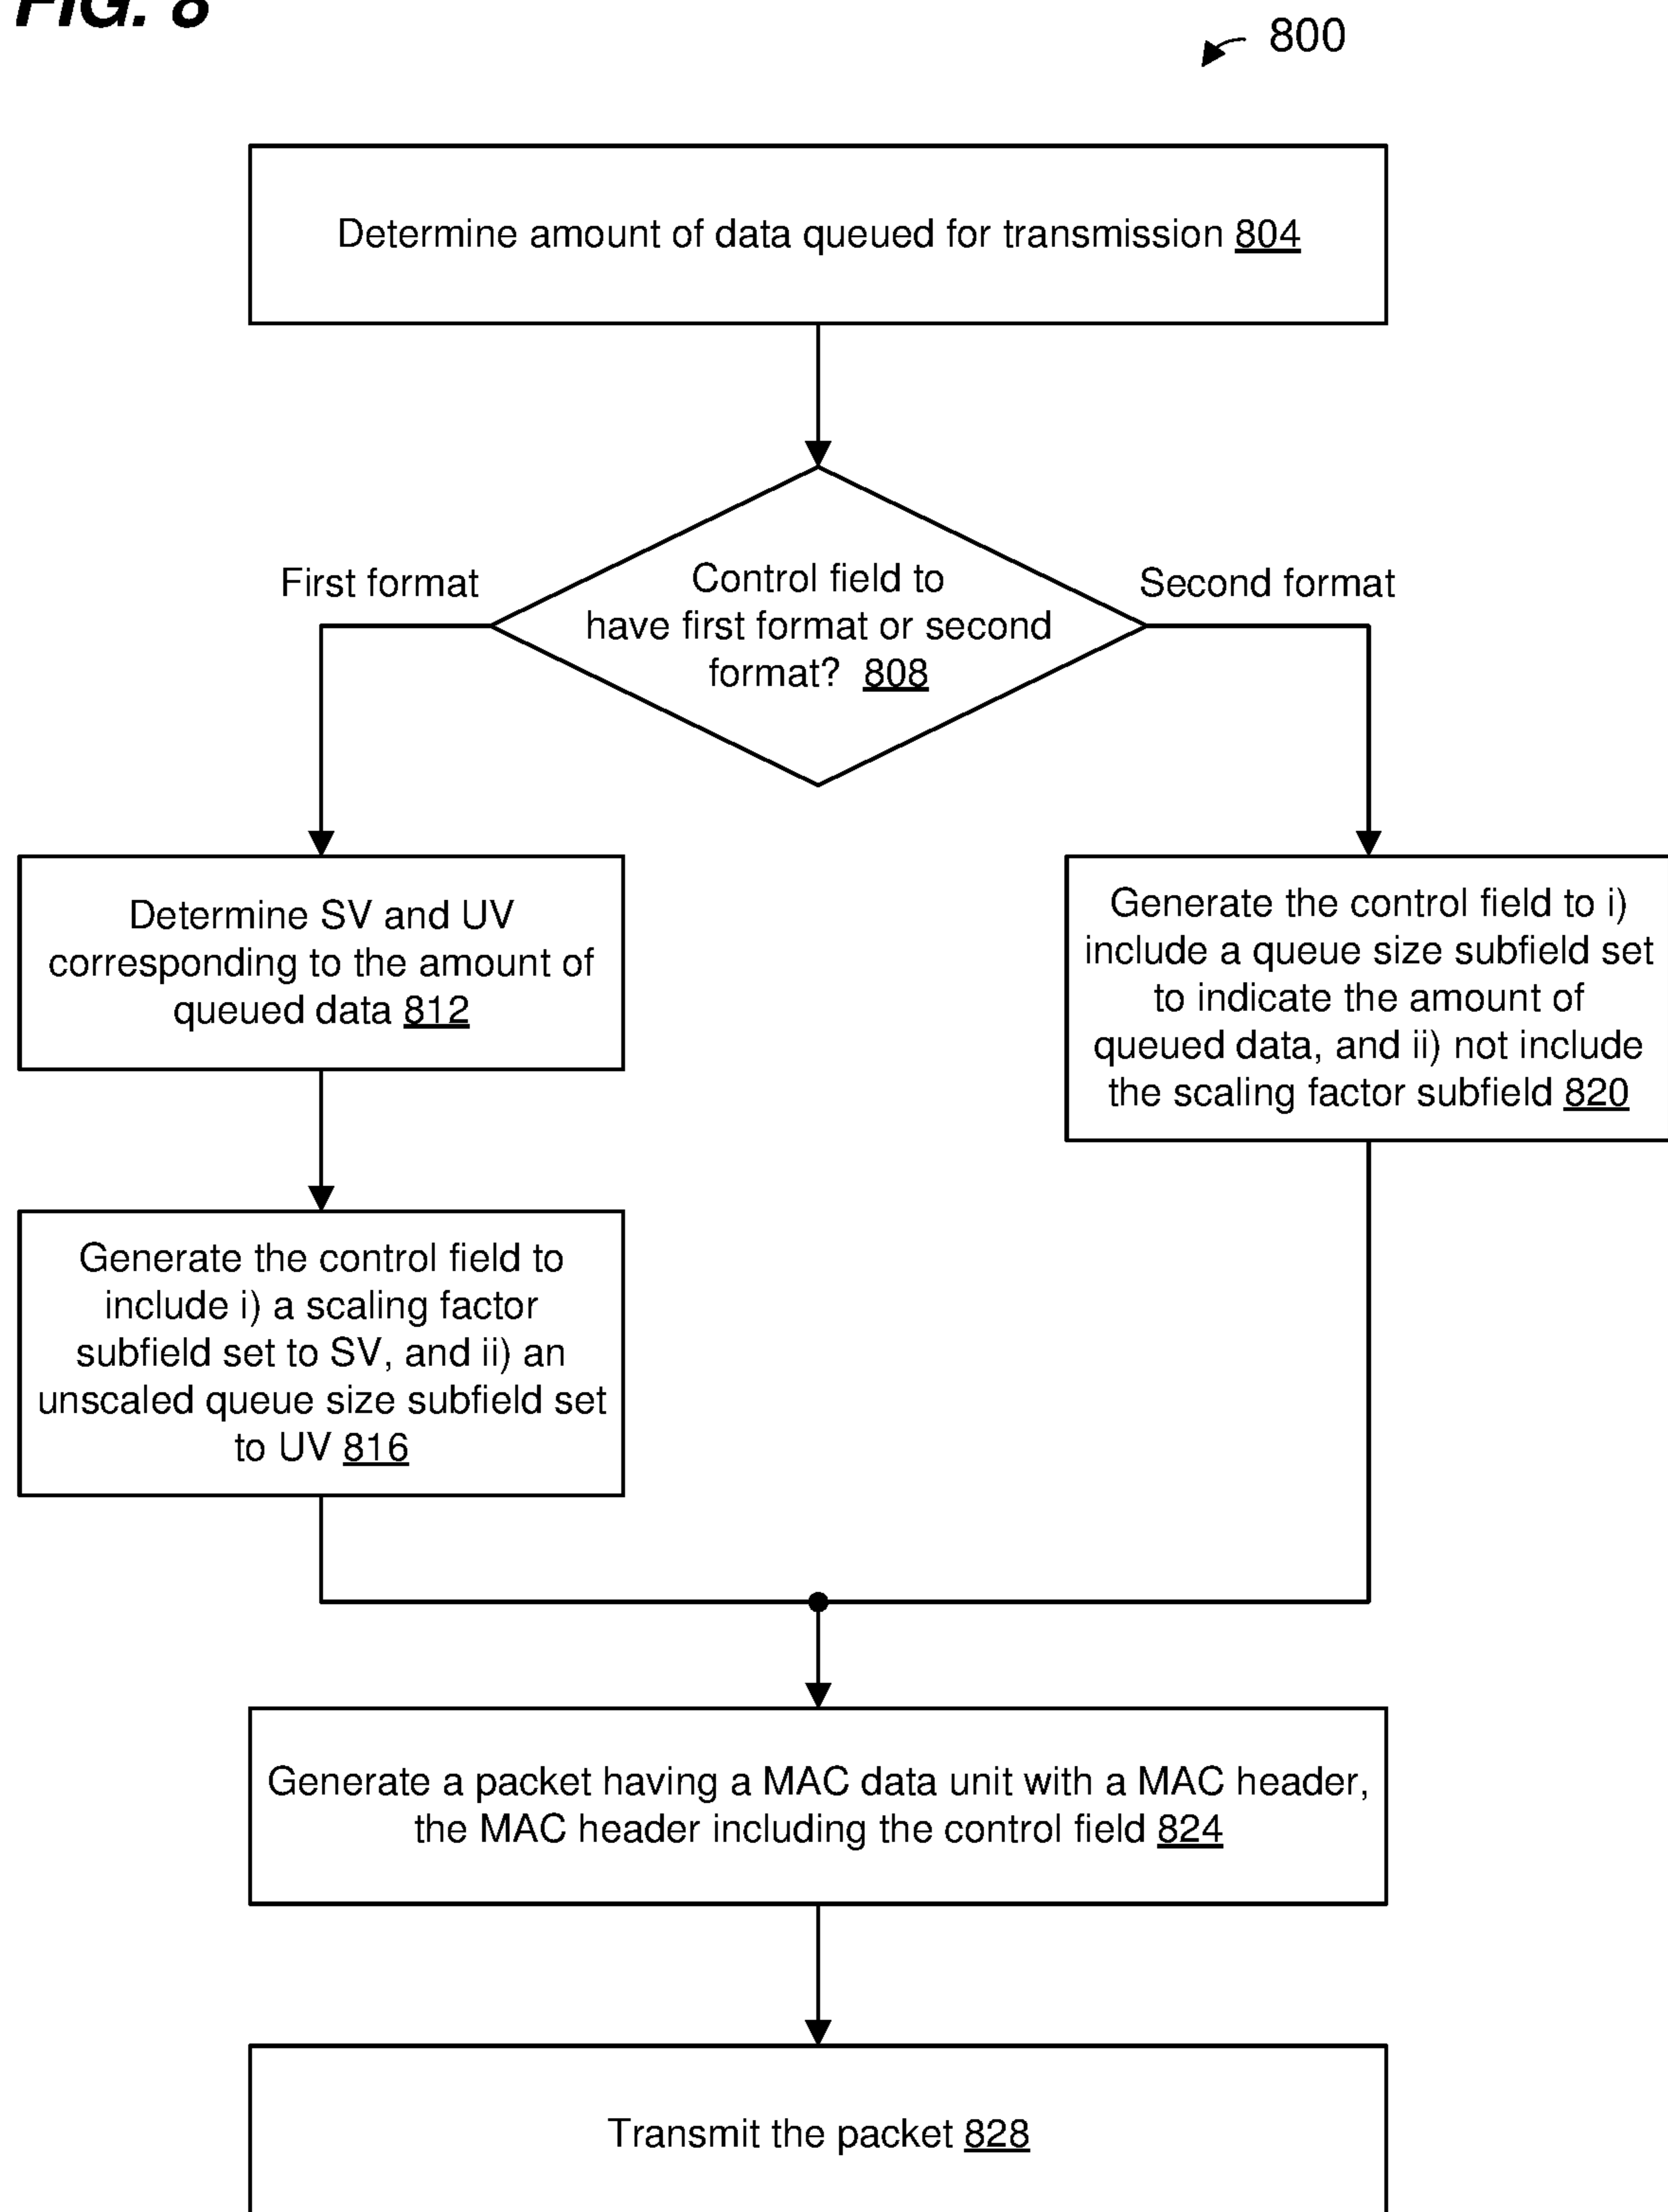 FIG. 8
800
Determine amount of data queued for transmission 804
Control field to
have first format or second
format? 808
First format
Second format
Determine SV and UV
corresponding to the amount of
queued data 812
Generate the control field to i)
include a queue size subfield set
to indicate the amount of
queued data, and ii) not include
the scaling factor subfield 820
Generate the control field to
include i) a scaling factor
subfield set to SV, and ii) an
unscaled queue size subfield set
to UV 816
Generate a packet having a MAC data unit with a MAC header,
the MAC header including the control field 824
Transmit the packet 828